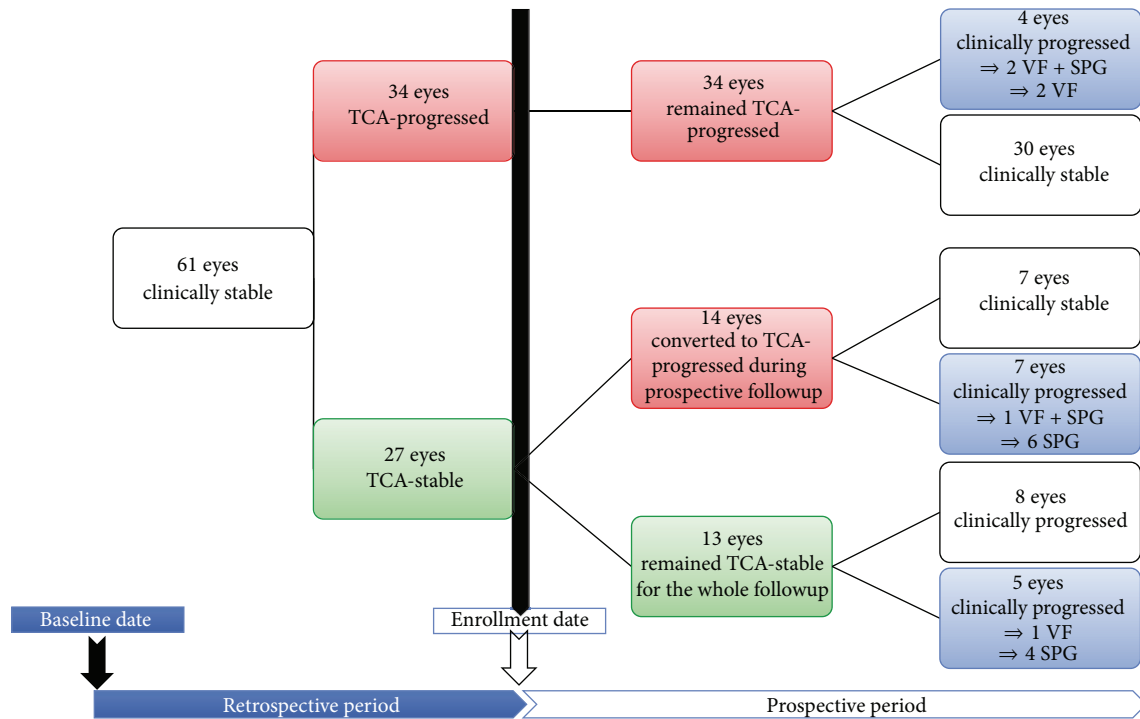 61 eyes
clinically stable
34 eyes
TCA-progressed
27 eyes
TCA-stable
34 eyes
remained TCA-
progressed
14 eyes
converted to TCA-
progressed during
prospective followup
13 eyes
remained TCA-stable
for the whole followup
4 eyes
clinically progressed
⇒ 2 VF + SPG
⇒ 2 VF
30 eyes
clinically stable
7 eyes
clinically stable
7 eyes
clinically progressed
⇒ 1 VF + SPG
⇒ 6 SPG
8 eyes
clinically progressed
5 eyes
clinically progressed
⇒ 1 VF
⇒ 4 SPG
Baseline date
Enrollment date
Retrospective period
Prospective period